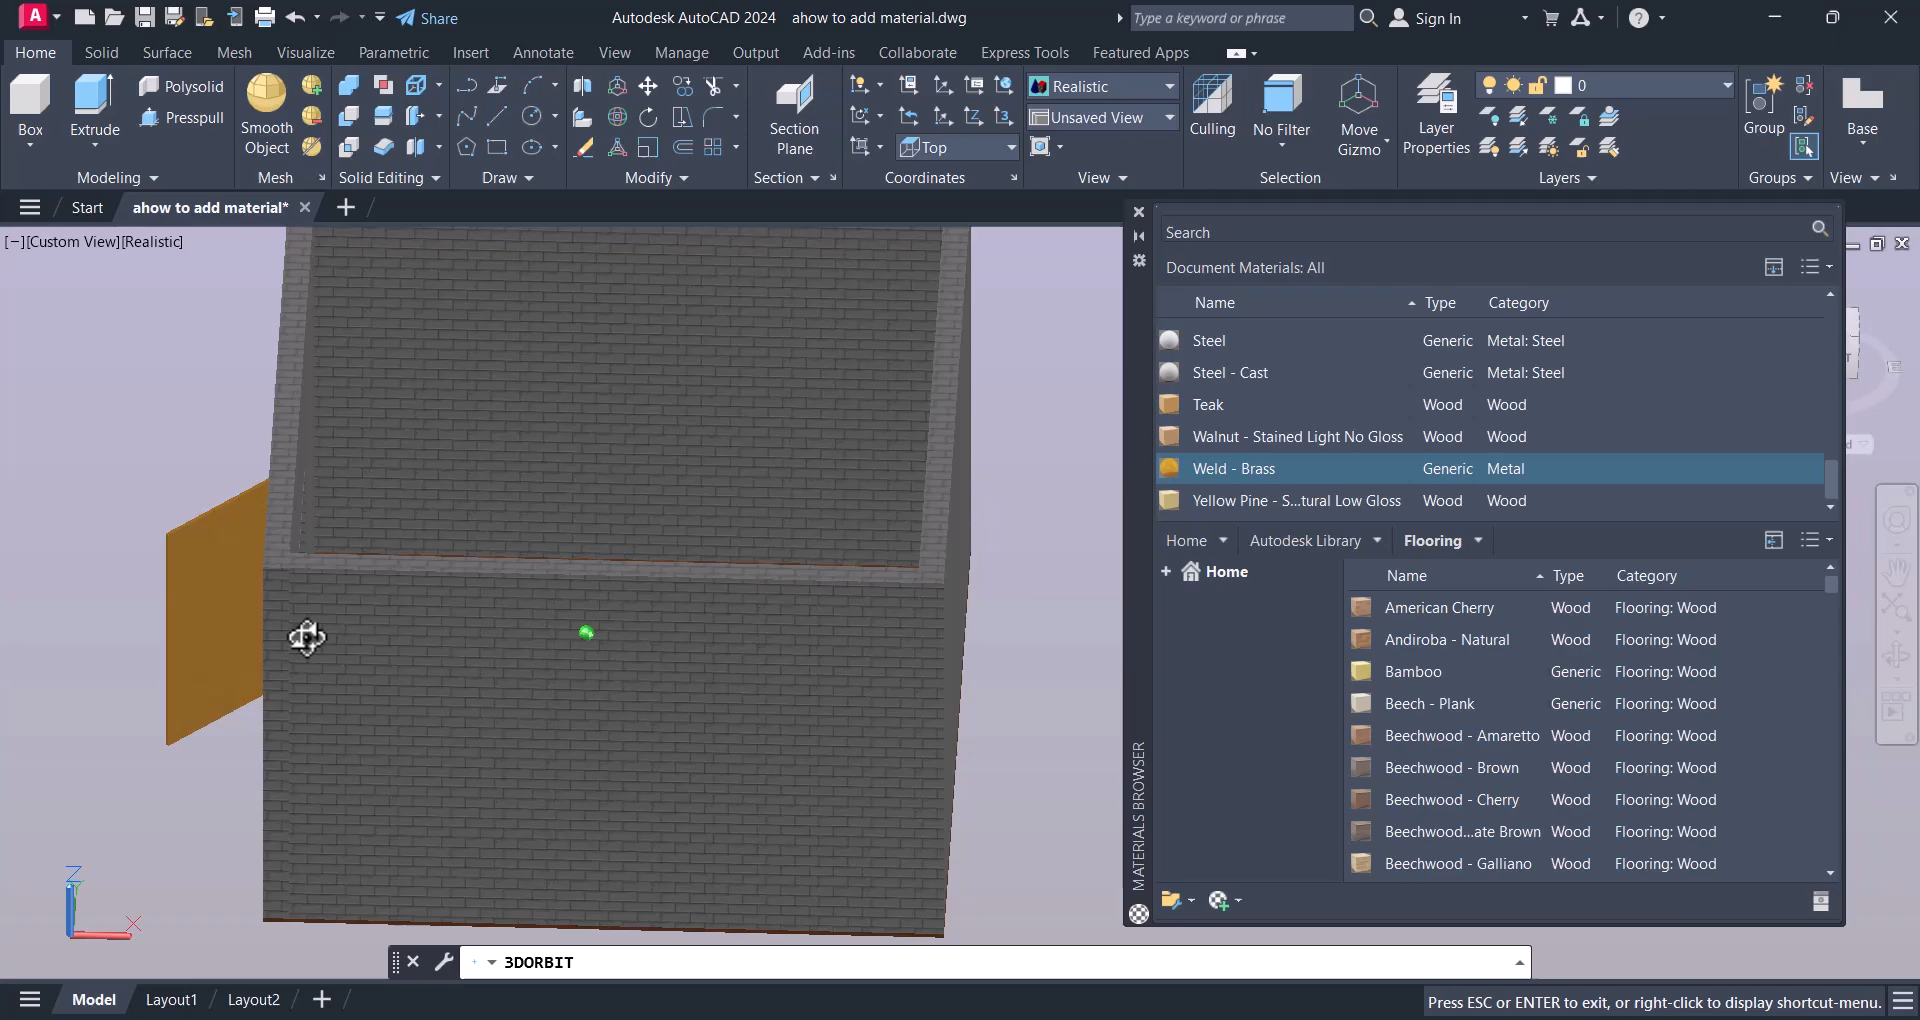 Share
Autodesk AutoCAD 2024 ahow to add material.dwg
Type a keyword or phrase
Sign In
Home Solid Surface Mesh Visualize Parametric Insert Annotate View Manage Output Add-ins Collaborate Express Tools Featured Apps
Box
Extrude
Polysolid
Presspull
Modeling
Smooth
Object
Mesh
Solid Editing
Draw
Modify
Section
Plane
Section
Top
Coordinates
Realistic
Unsaved View
View
Culling
No Filter
Move
Gizmo
Selection
Layer
Properties
0
Layers
Group
Groups
Base
View
Start
ahow to add material*
[−][Custom View][Realistic]
Search
Document Materials: All
Name Type Category
Steel Generic Metal: Steel
Steel - Cast Generic Metal: Steel
Teak Wood Wood
Walnut - Stained Light No Gloss Wood Wood
Weld - Brass Generic Metal
Yellow Pine - S...tural Low Gloss Wood Wood
Home Autodesk Library Flooring
Home
Name Type Category
American Cherry Wood Flooring: Wood
Andiroba - Natural Wood Flooring: Wood
Bamboo Generic Flooring: Wood
Beech - Plank Generic Flooring: Wood
Beechwood - Amaretto Wood Flooring: Wood
Beechwood - Brown Wood Flooring: Wood
Beechwood - Cherry Wood Flooring: Wood
Beechwood...ate Brown Wood Flooring: Wood
Beechwood - Galliano Wood Flooring: Wood
MATERIALS BROWSER
Z
X
3DORBIT
Model Layout1 Layout2
Press ESC or ENTER to exit, or right-click to display shortcut-menu.